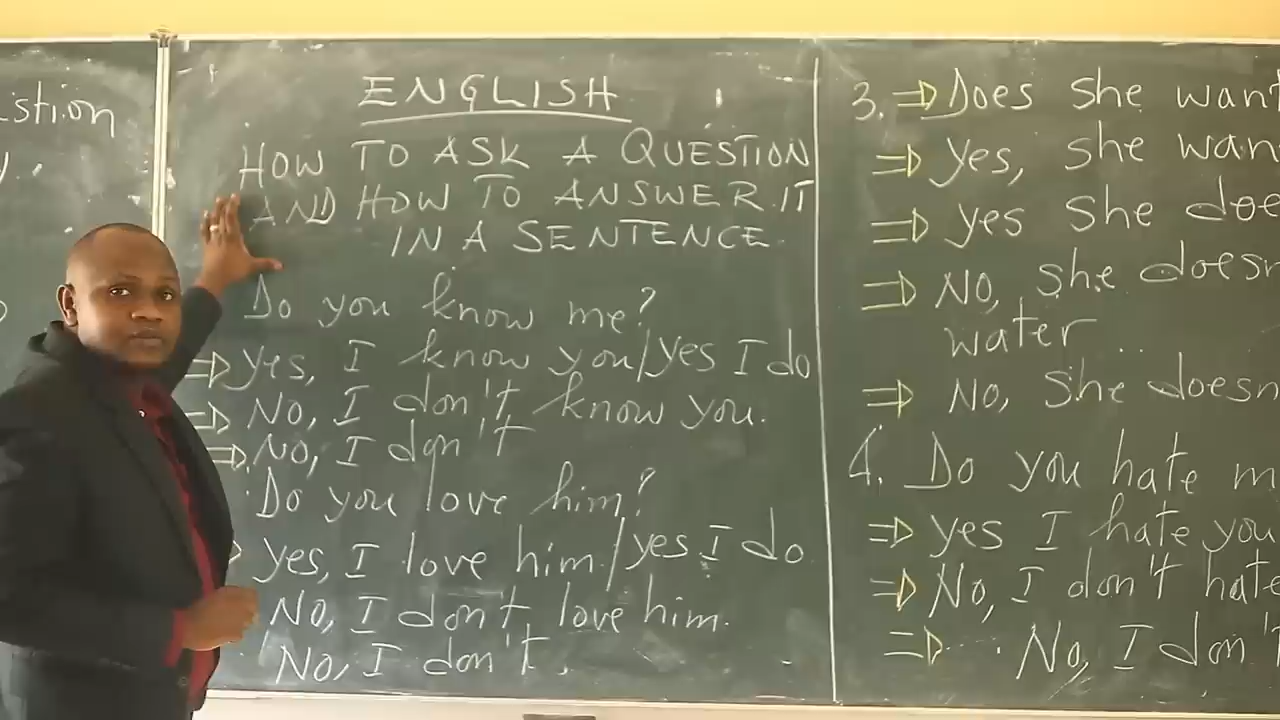 ENGLISH
HOW TO ASK A QUESTION
AND HOW TO ANSWER IT
IN A SENTENCE.
Do you know me?
⇒ Yes, I know you/yes I do
⇒ No, I don't know you.
⇒ No, I don't
Do you love him?
Yes, I love him/yes I do
No, I don't love him.
No, I don't.
3. ⇒ Does she want
⇒ Yes, she wan
⇒ Yes she doe
⇒ No, she doesn
water..
⇒ No, She doesn
4. Do you hate m
⇒ yes I hate you
⇒ No, I don't hate
⇒ ... No, I don't